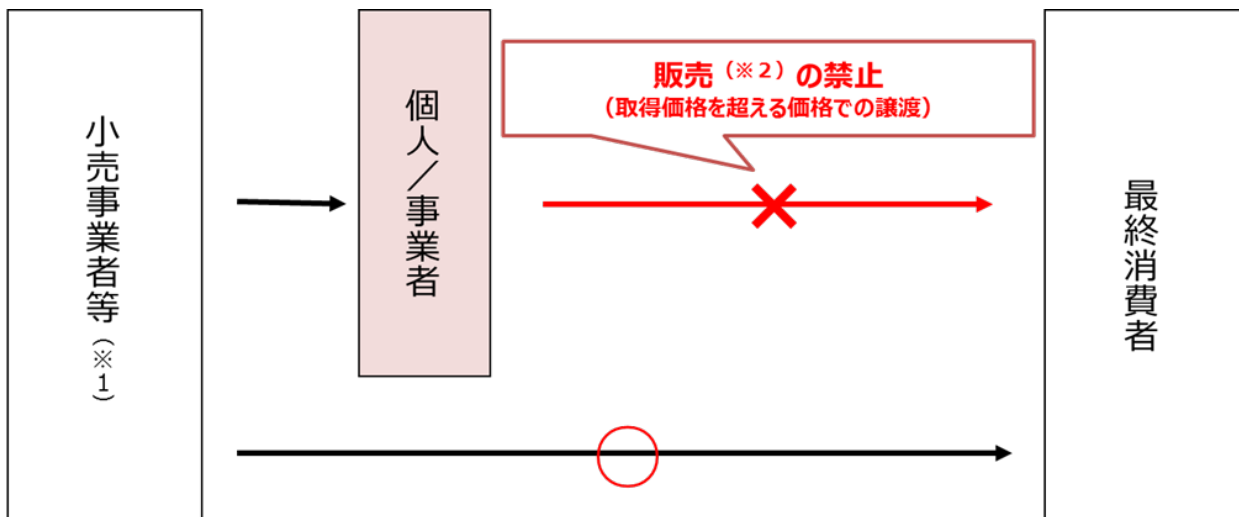 小売事業者等(※1)
個人/事業者
販売(※2)の禁止
(取得価格を超える価格での譲渡)
最終消費者